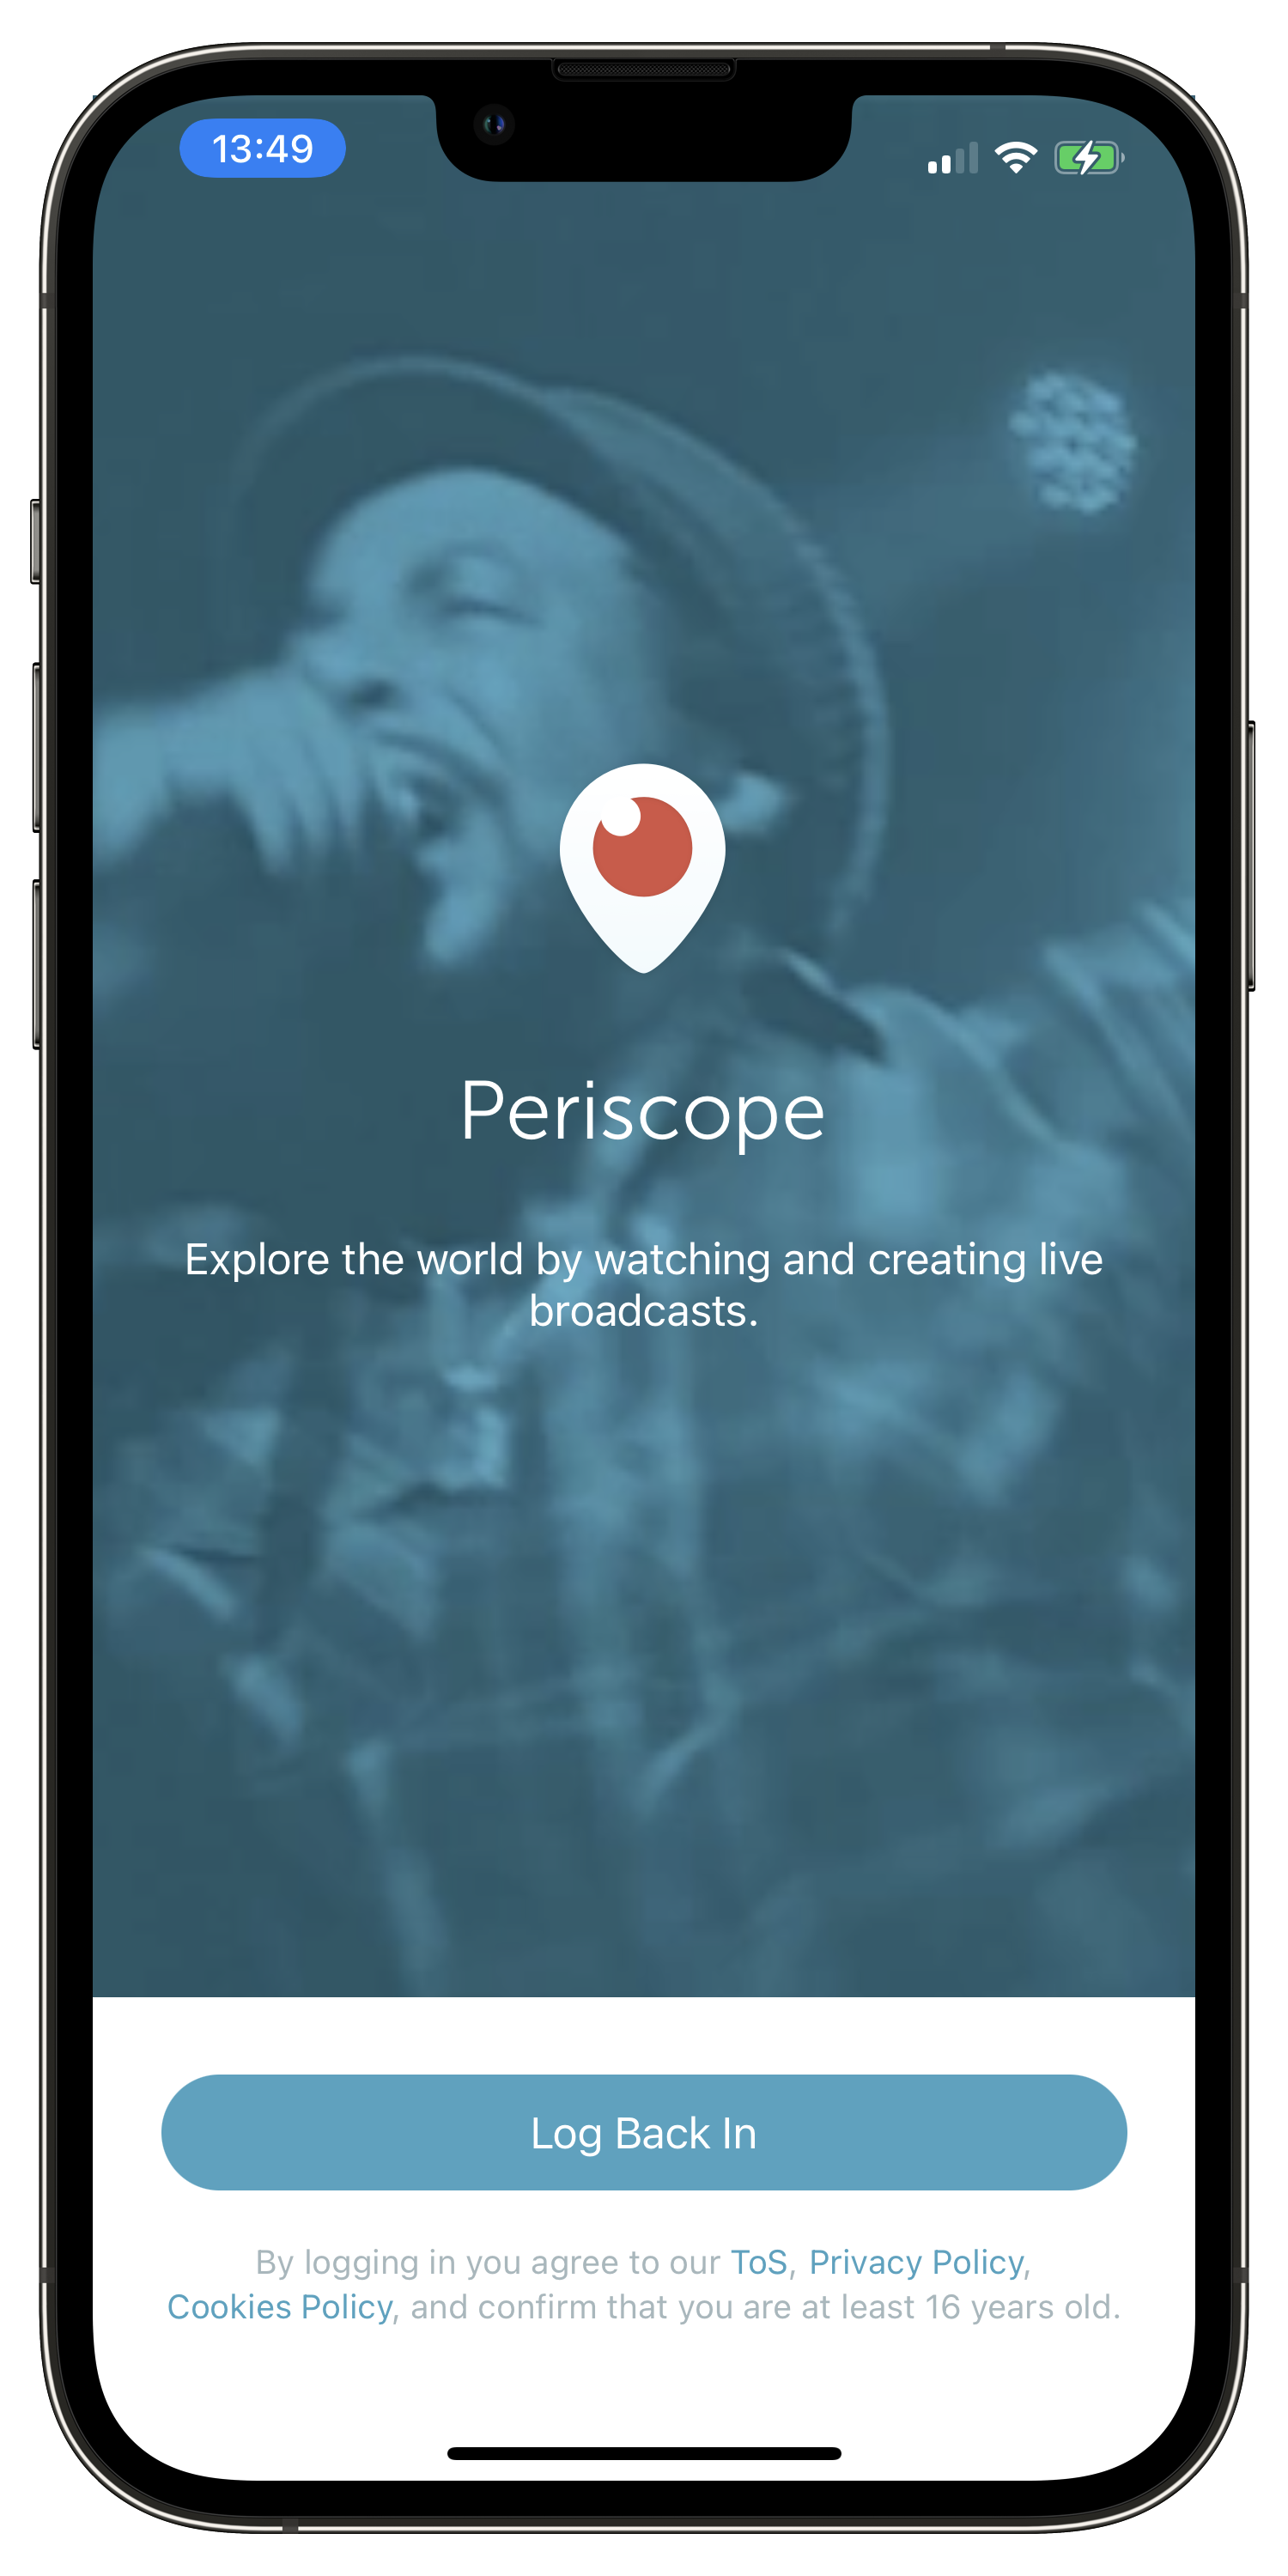 13:49
Periscope
Explore the world by watching and creating live
broadcasts.
Log Back In
By logging in you agree to our ToS, Privacy Policy,
Cookies Policy, and confirm that you are at least 16 years old.